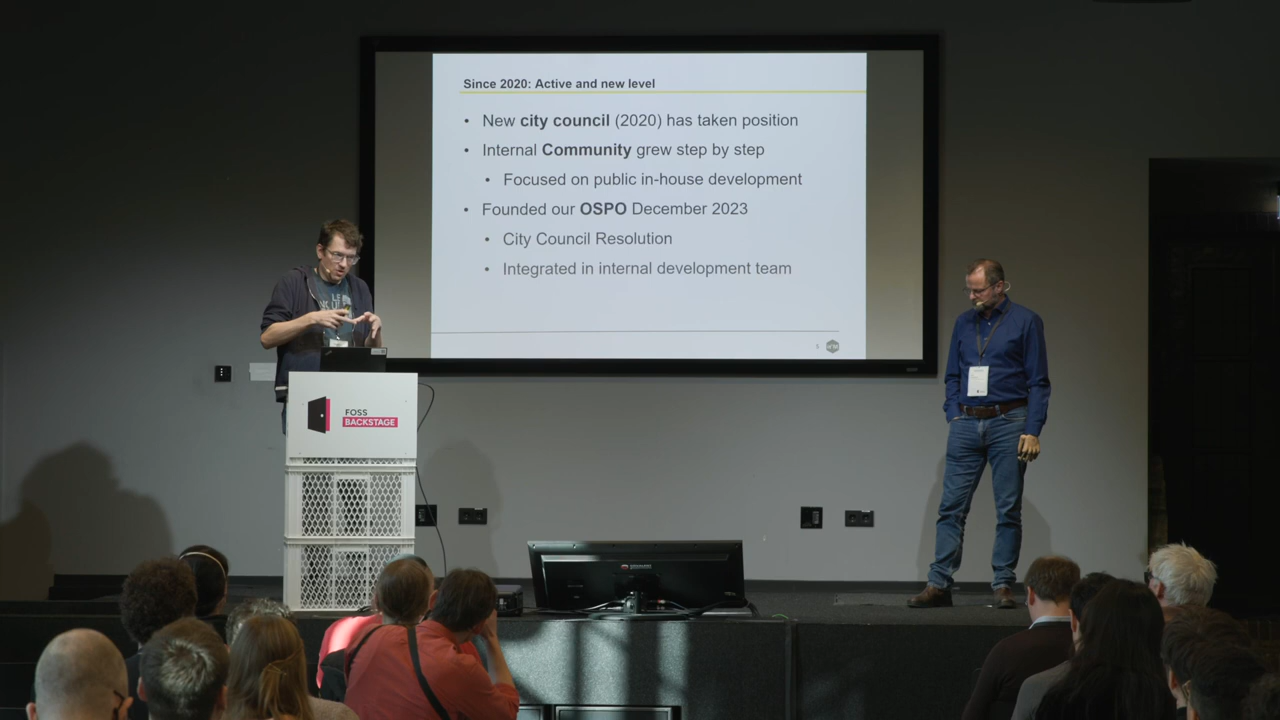 Since 2020: Active and new level
• New city council (2020) has taken position
• Internal Community grew step by step
• Focused on public in-house development
• Founded our OSPO December 2023
• City Council Resolution
• Integrated in internal development team
5
FOSS
BACKSTAGE